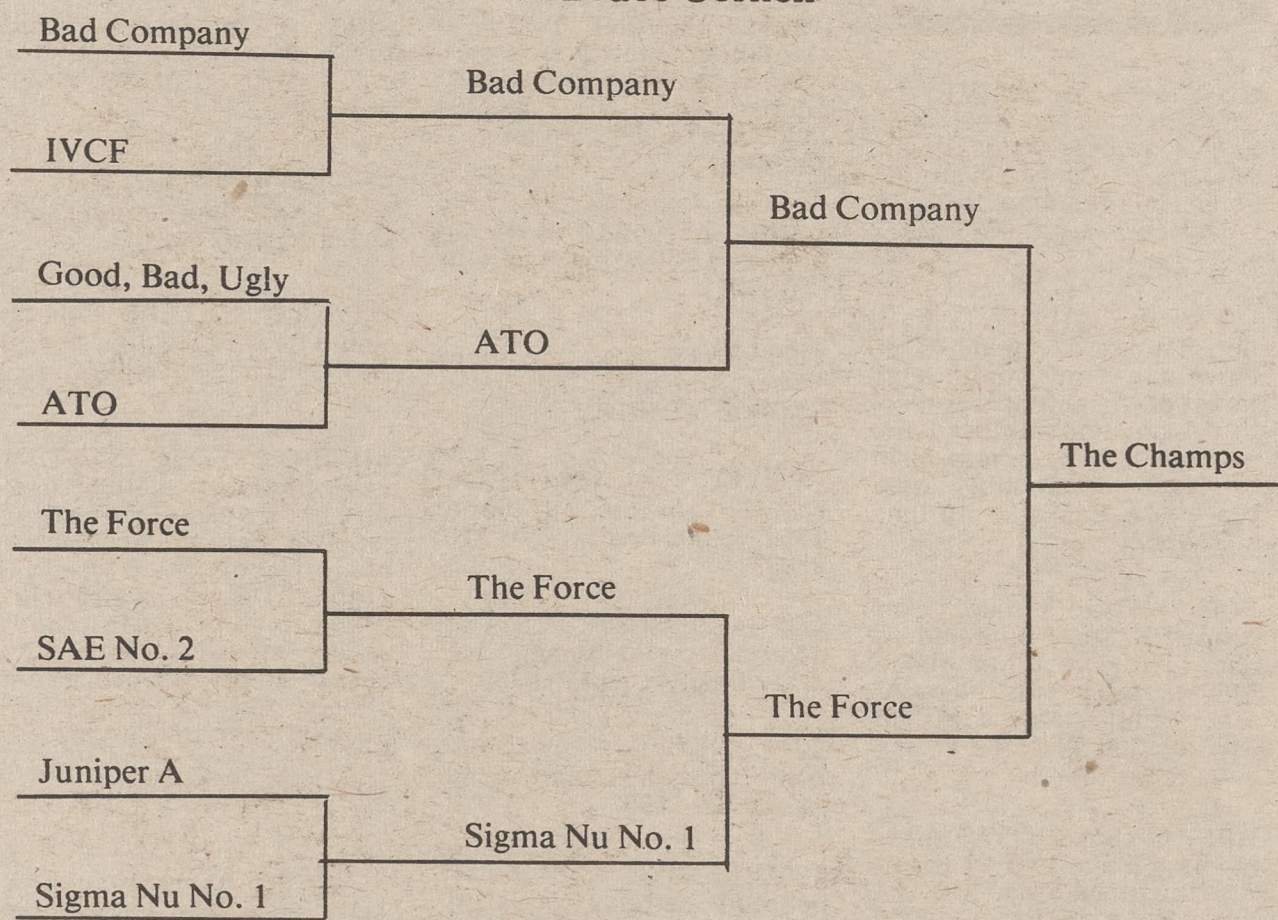 Bad Company
Bad Company
IVCF
Bad Company
Good, Bad, Ugly
ATO
ATO
The Champs
The Force
The Force
SAE No. 2
The Force
Juniper A
Sigma Nu No. 1
Sigma Nu No. 1